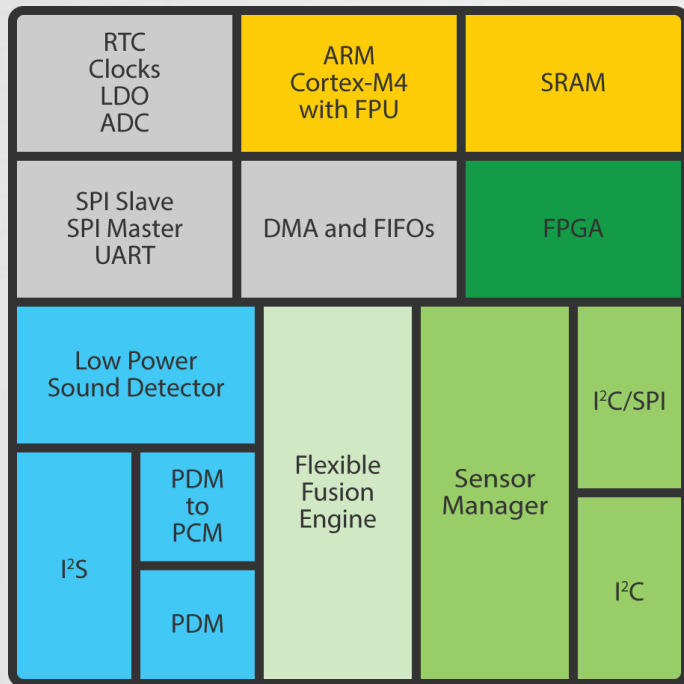 RTC
Clocks
LDO
ADC
ARM
Cortex-M4
with FPU
SRAM
SPI Slave
SPI Master
UART
DMA and FIFOs
FPGA
Low Power
Sound Detector
I²S
PDM
to
PCM
PDM
Flexible
Fusion
Engine
Sensor
Manager
I²C/SPI
I²C